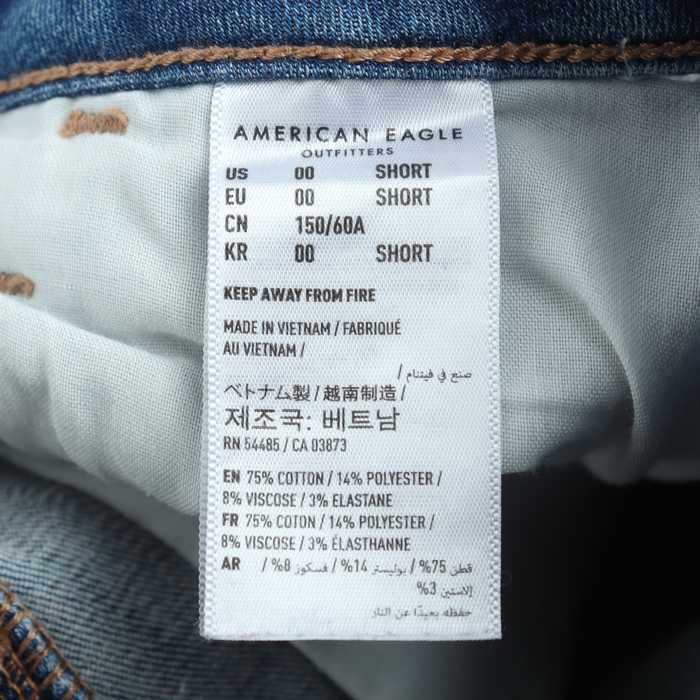 AMERICAN EAGLE
OUTFITTERS
US 00 SHORT
EU 00 SHORT
CN 150/60A
KR 00 SHORT
KEEP AWAY FROM FIRE
MADE IN VIETNAM / FABRIQUÉ
AU VIETNAM /
صنع في فيتنام /
ベトナム製 / 越南制造 /
제조국: 베트남
RN 54485 / CA 03873
EN 75% COTTON / 14% POLYESTER /
8% VISCOSE / 3% ELASTANE
FR 75% COTON / 14% POLYESTER /
8% VISCOSE / 3% ÉLASTHANNE
AR قطن 75% / بوليستر 14% / فسكوز 8% /
إلاستين 3%
حفظه بعيدًا عن النار